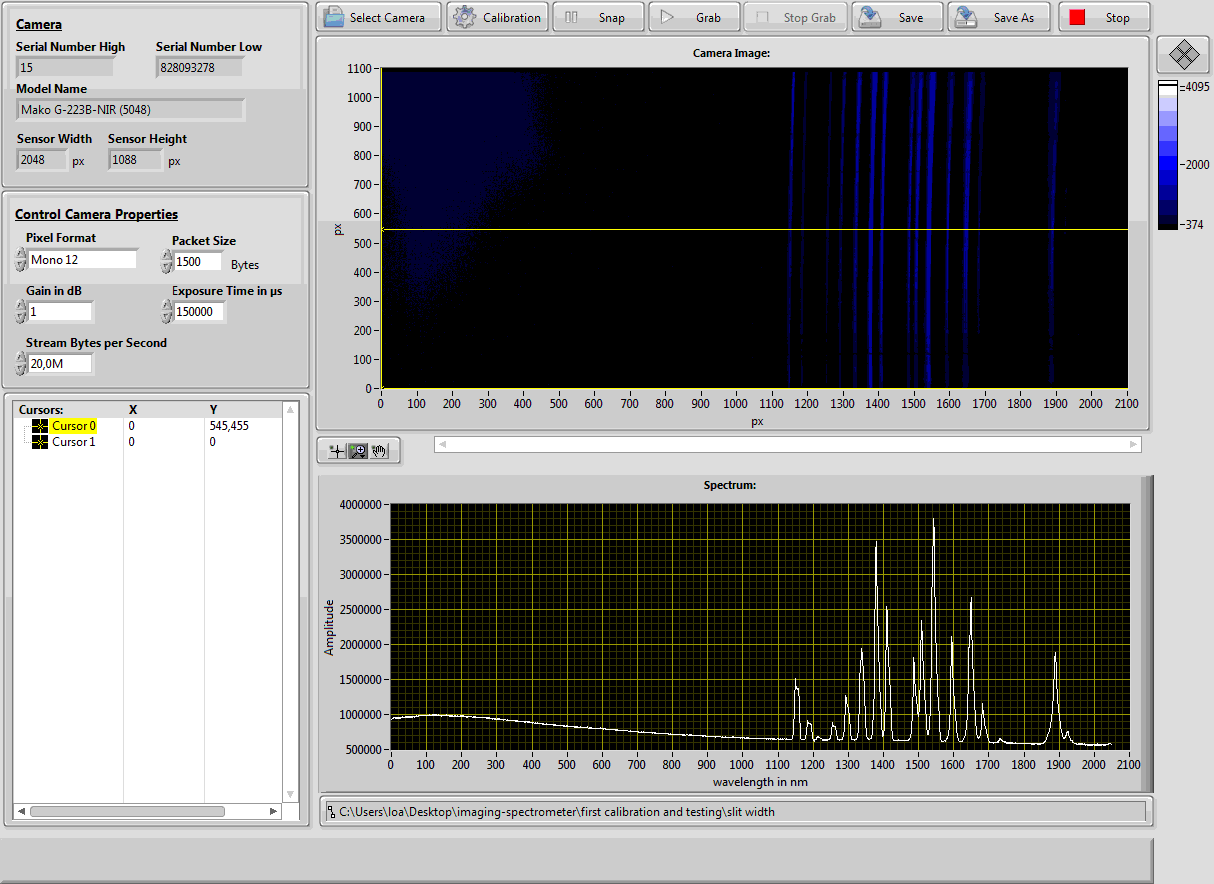 Select Camera
Calibration
Snap
Grab
Stop Grab
Save
Save As
Stop
Camera
Serial Number High Serial Number Low
15 828093278
Model Name
Mako G-223B-NIR (5048)
Sensor Width Sensor Height
2048 px 1088 px
Control Camera Properties
Pixel Format Packet Size
Mono 12 1500 Bytes
Gain in dB Exposure Time in µs
1 150000
Stream Bytes per Second
20,0M
Cursors: X Y
Cursor 0 0 545,455
Cursor 1 0 0
Camera Image:
1100
1000
900
800
700
600
500
400
300
200
100
0
px
0 100 200 300 400 500 600 700 800 900 1000 1100 1200 1300 1400 1500 1600 1700 1800 1900 2000 2100
px
4095
2000
374
Spectrum:
4000000
3500000
3000000
2500000
2000000
1500000
1000000
500000
Amplitude
0 100 200 300 400 500 600 700 800 900 1000 1100 1200 1300 1400 1500 1600 1700 1800 1900 2000 2100
wavelength in nm
C:\Users\loa\Desktop\imaging-spectrometer\first calibration and testing\slit width